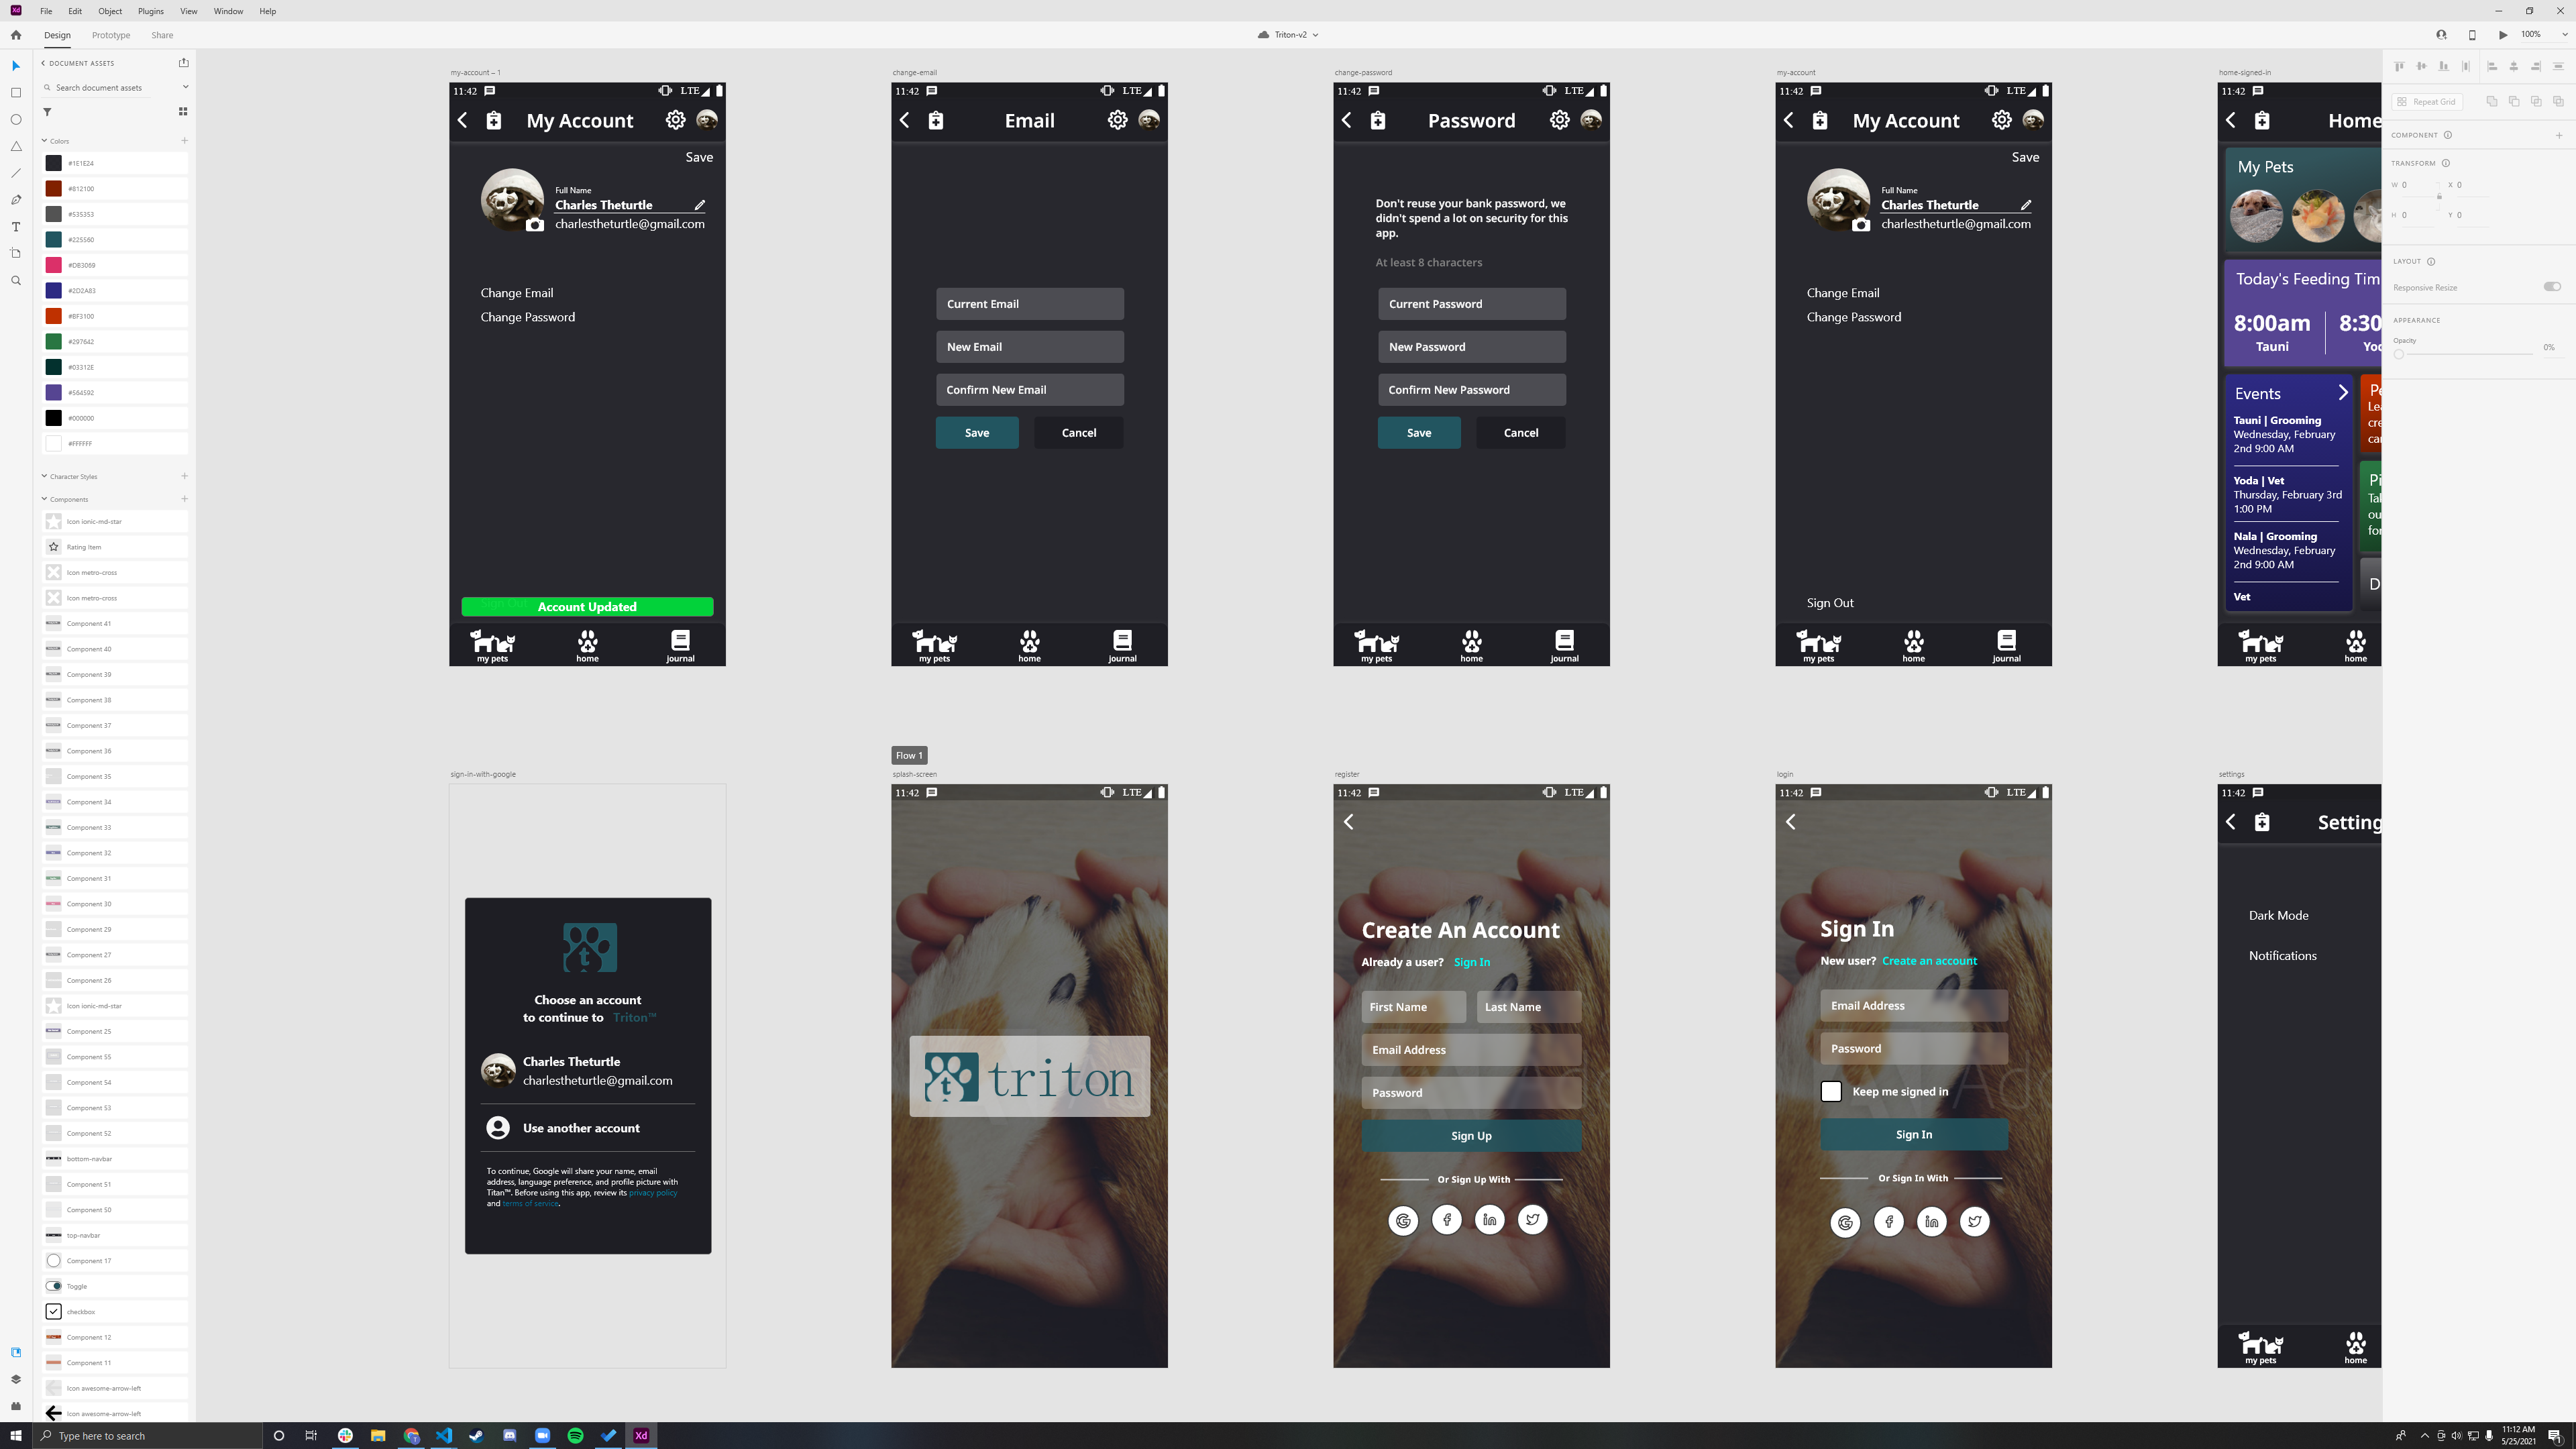 File Edit Object Plugins View Window Help
Design Prototype Share
Triton-v2
100%
DOCUMENT ASSETS
Search document assets
Colors
#1E1E24
#812100
#535353
#225560
#DB3069
#2D2A83
#BF3100
#297642
#03312E
#564592
#000000
#FFFFFF
Character Styles
Components
Icon ionic-md-star
Rating Item
Icon metro-cross
Icon metro-cross
Component 41
Component 40
Component 39
Component 38
Component 37
Component 36
Component 35
Component 34
Component 33
Component 32
Component 31
Component 30
Component 29
Component 27
Component 26
Icon ionic-md-star
Component 25
Component 55
Component 54
Component 53
Component 52
bottom-navbar
Component 51
Component 50
top-navbar
Component 17
Toggle
checkbox
Component 12
Component 11
Icon awesome-arrow-left
Icon awesome-arrow-left
my-account – 1
11:42 LTE
My Account
Save
Full Name
Charles Theturtle
charlestheturtle@gmail.com
Change Email
Change Password
Sign Out
Account Updated
my pets home journal
change-email
11:42 LTE
Email
Current Email
New Email
Confirm New Email
Save Cancel
my pets home journal
change-password
11:42 LTE
Password
Don't reuse your bank password, we
didn't spend a lot on security for this
app.
At least 8 characters
Current Password
New Password
Confirm New Password
Save Cancel
my pets home journal
my-account
11:42 LTE
My Account
Save
Full Name
Charles Theturtle
charlestheturtle@gmail.com
Change Email
Change Password
Sign Out
my pets home journal
home-signed-in
11:42
Home
My Pets
Today's Feeding Tim
8:00am 8:30
Tauni Yo
Events
Tauni | Grooming
Wednesday, February
2nd 9:00 AM
Yoda | Vet
Thursday, February 3rd
1:00 PM
Nala | Grooming
Wednesday, February
2nd 9:00 AM
Vet
Pe
Lea
cre
ca
Pi
Tal
ou
for
D
my pets home
sign-in-with-google
t
Choose an account
to continue to Triton™
Charles Theturtle
charlestheturtle@gmail.com
Use another account
To continue, Google will share your name, email
address, language preference, and profile picture with
Titan™. Before using this app, review its privacy policy
and terms of service.
Flow 1
splash-screen
11:42 LTE
t triton
register
11:42 LTE
Create An Account
Already a user? Sign In
First Name Last Name
Email Address
Password
Sign Up
Or Sign Up With
login
11:42 LTE
Sign In
New user? Create an account
Email Address
Password
Keep me signed in
Sign In
Or Sign In With
settings
11:42
Setting
Dark Mode
Notifications
my pets home
Repeat Grid
COMPONENT
TRANSFORM
W 0 X 0
H 0 Y 0
LAYOUT
Responsive Resize
APPEARANCE
Opacity
0%
Type here to search
11:12 AM
5/25/2021